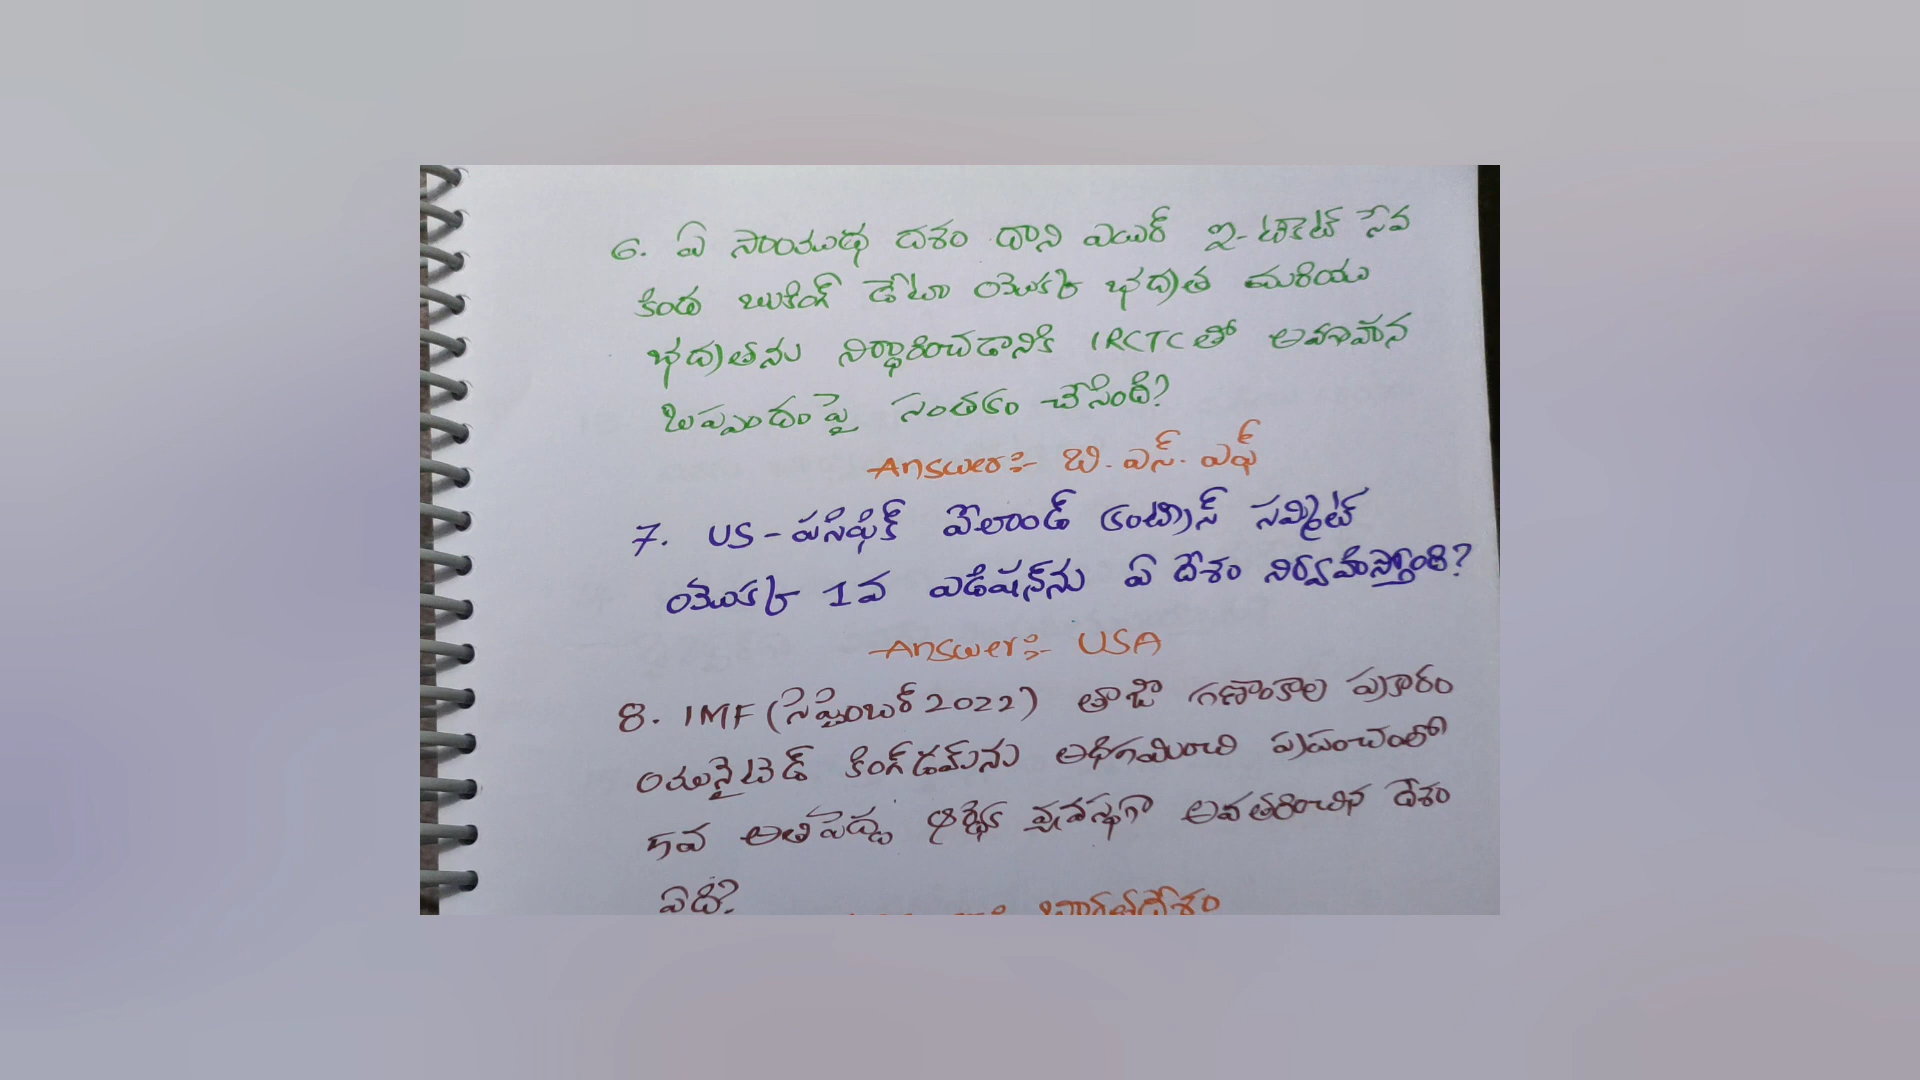 6. ఏ సాయుధ దళం దాని ఎయిర్ ఇ-టికెట్ సేవ
కింద బుకింగ్ డేటా యొక్క భద్రత మరియు
భద్రతను నిర్ధారించడానికి IRCTC తో అవగాహన
ఒప్పందంపై సంతకం చేసింది?
Answer:- బి. ఎస్. ఎఫ్
7. US - పసిఫిక్ ఐలాండ్ కంట్రీస్ సమ్మిట్
యొక్క 1వ ఎడిషన్‌ను ఏ దేశం నిర్వహిస్తోంది?
Answer:- USA
8. IMF (సెప్టెంబర్ 2022) తాజా గణాంకాల ప్రకారం
యునైటెడ్ కింగ్‌డమ్‌ను అధిగమించి ప్రపంచంలో
5వ అతిపెద్ద ఆర్థిక వ్యవస్థగా అవతరించిన దేశం
ఏది?
భారతదేశం